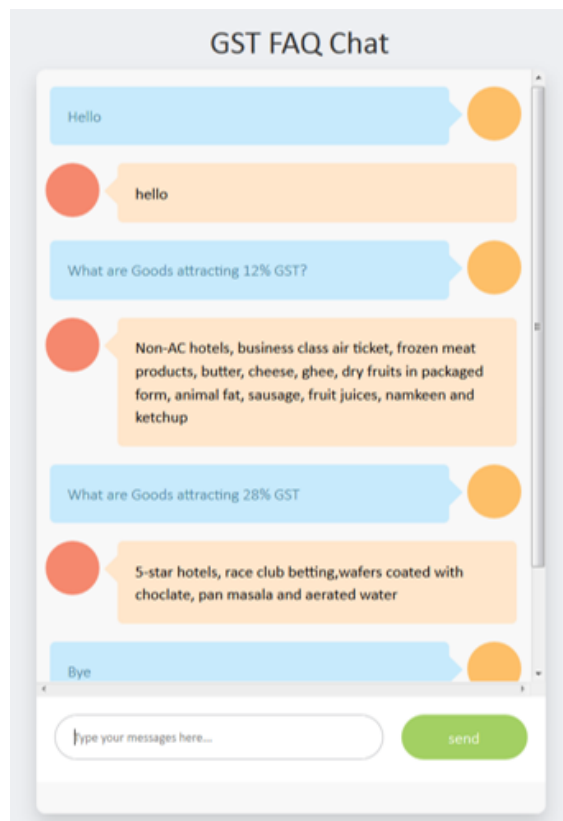 GST FAQ Chat
Hello
hello
What are Goods attracting 12% GST?
Non-AC hotels, business class air ticket, frozen meat
products, butter, cheese, ghee, dry fruits in packaged
form, animal fat, sausage, fruit juices, namkeen and
ketchup
What are Goods attracting 28% GST
5-star hotels, race club betting,wafers coated with
choclate, pan masala and aerated water
Bye
Type your messages here...
send